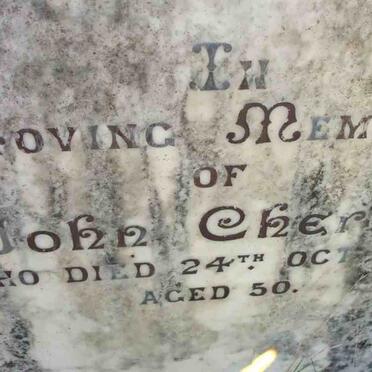 In
OVING MEM
OF
John Cher
HO DIED 24TH OCT
AGED 50.